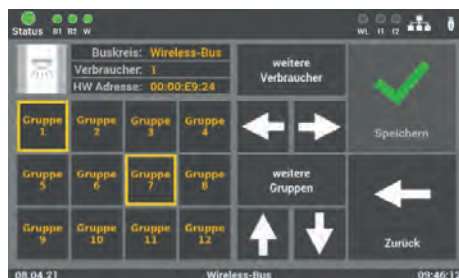 Status B1 B2 W WL I1 I2
Buskreis: Wireless-Bus
Verbraucher: 1
HW Adresse: 00:00:E9:24
weitere
Verbraucher
Gruppe
1
Gruppe
2
Gruppe
3
Gruppe
4
Speichern
Gruppe
5
Gruppe
6
Gruppe
7
Gruppe
8
weitere
Gruppen
Gruppe
9
Gruppe
10
Gruppe
11
Gruppe
12
Zurück
08.04.21 Wireless-Bus 09:46:12